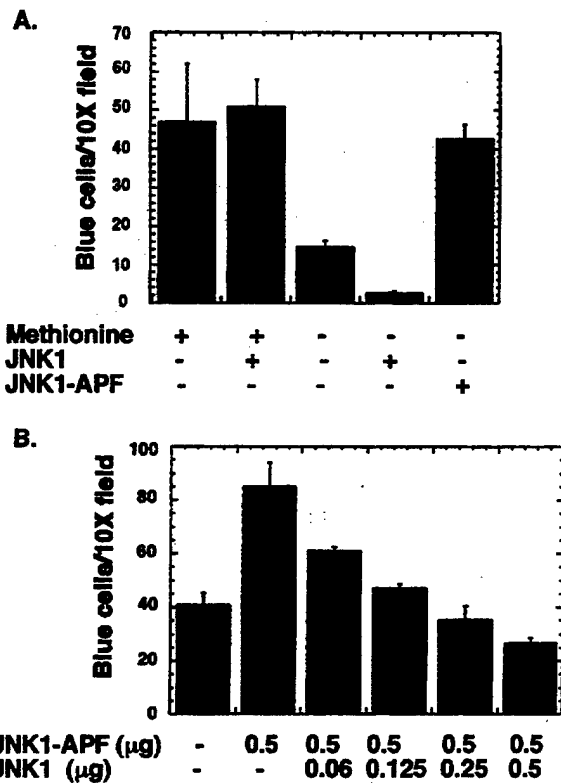 A.
Blue cells/10X field
70
60
50
40
30
20
10
0
Methionine + + - - -
JNK1 - + - + -
JNK1-APF - - - - +
B.
Blue cells/10X field
100
80
60
40
20
0
JNK1-APF (μg) - 0.5 0.5 0.5 0.5 0.5
JNK1 (μg) - - 0.06 0.125 0.25 0.5